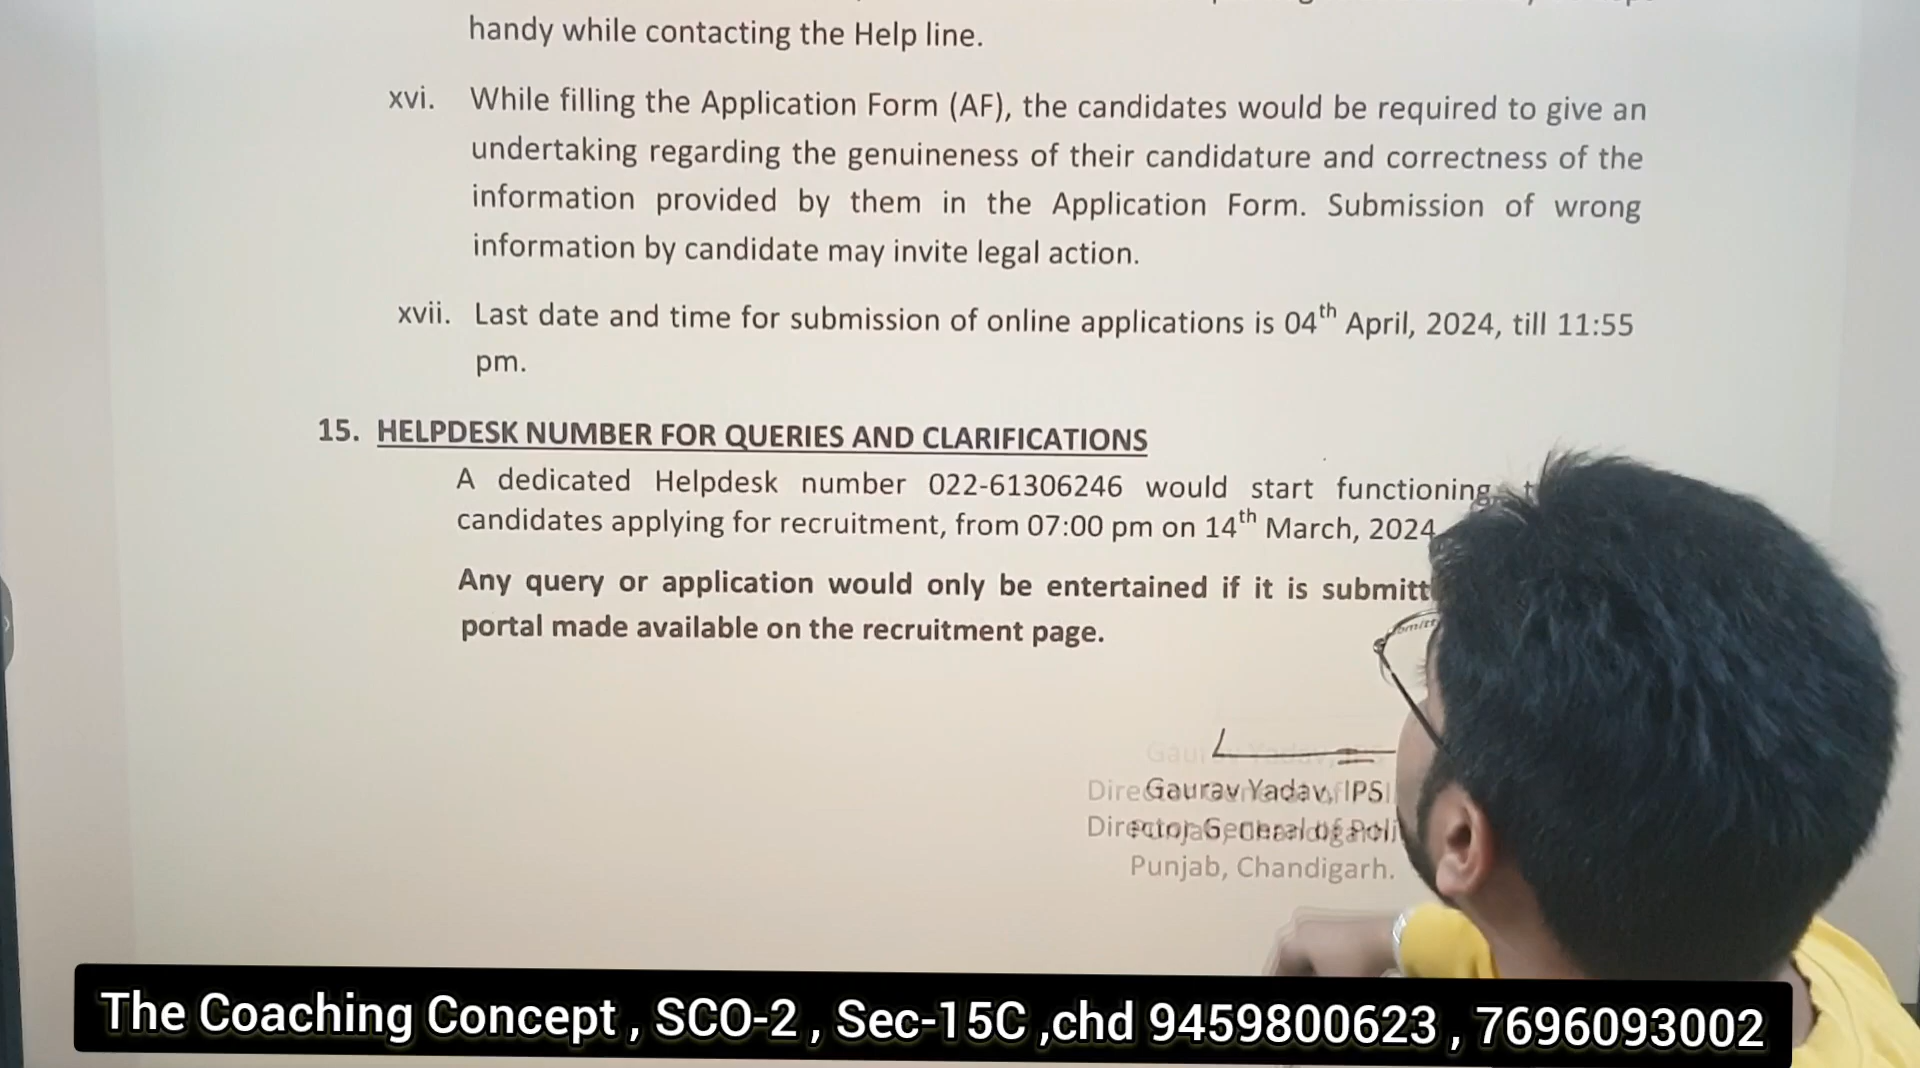 handy while contacting the Help line.
xvi. While filling the Application Form (AF), the candidates would be required to give an
undertaking regarding the genuineness of their candidature and correctness of the
information provided by them in the Application Form. Submission of wrong
information by candidate may invite legal action.
xvii. Last date and time for submission of online applications is 04th April, 2024, till 11:55
pm.
15. HELPDESK NUMBER FOR QUERIES AND CLARIFICATIONS
A dedicated Helpdesk number 022-61306246 would start functioning,
candidates applying for recruitment, from 07:00 pm on 14th March, 2024
Any query or application would only be entertained if it is submitt
portal made available on the recruitment page.
Gaurav Yadav, IPS
Director General of Poli
Punjab, Chandigarh.
The Coaching Concept , SCO-2 , Sec-15C ,chd 9459800623 , 7696093002